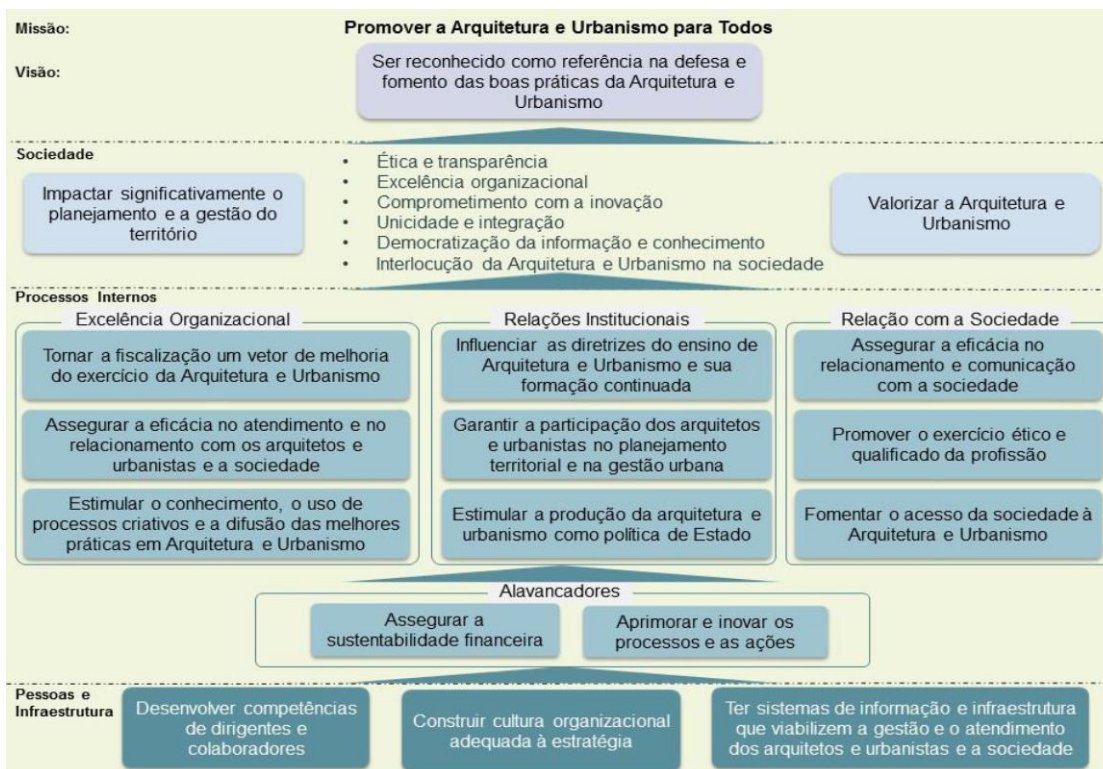 Missão:
Promover a Arquitetura e Urbanismo para Todos
Visão:
Ser reconhecido como referência na defesa e
fomento das boas práticas da Arquitetura e
Urbanismo
Sociedade
Impactar significativamente o
planejamento e a gestão do
território
• Ética e transparência
• Excelência organizacional
• Comprometimento com a inovação
• Unicidade e integração
• Democratização da informação e conhecimento
• Interlocução da Arquitetura e Urbanismo na sociedade
Valorizar a Arquitetura e
Urbanismo
Processos Internos
Excelência Organizacional
Tornar a fiscalização um vetor de melhoria
do exercício da Arquitetura e Urbanismo
Assegurar a eficácia no atendimento e no
relacionamento com os arquitetos e
urbanistas e a sociedade
Estimular o conhecimento, o uso de
processos criativos e a difusão das melhores
práticas em Arquitetura e Urbanismo
Relações Institucionais
Influenciar as diretrizes do ensino de
Arquitetura e Urbanismo e sua
formação continuada
Garantir a participação dos arquitetos
e urbanistas no planejamento
territorial e na gestão urbana
Estimular a produção da arquitetura e
urbanismo como política de Estado
Relação com a Sociedade
Assegurar a eficácia no
relacionamento e comunicação
com a sociedade
Promover o exercício ético e
qualificado da profissão
Fomentar o acesso da sociedade à
Arquitetura e Urbanismo
Alavancadores
Assegurar a
sustentabilidade financeira
Aprimorar e inovar os
processos e as ações
Pessoas e
Infraestrutura
Desenvolver competências
de dirigentes e
colaboradores
Construir cultura organizacional
adequada à estratégia
Ter sistemas de informação e infraestrutura
que viabilizem a gestão e o atendimento
dos arquitetos e urbanistas e a sociedade